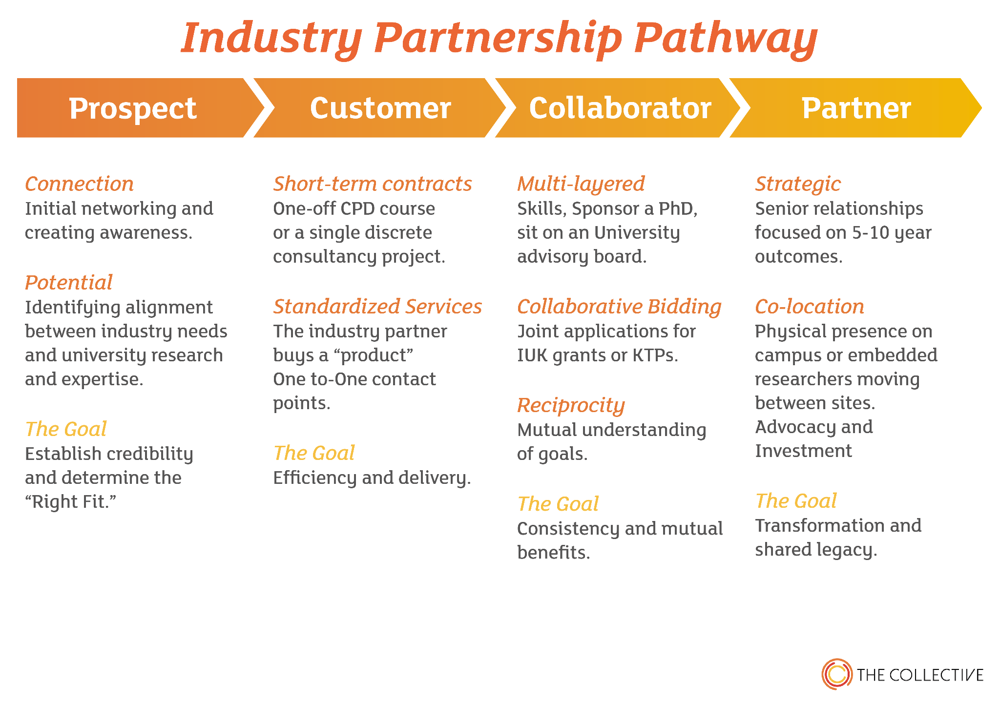 Industry Partnership Pathway
Prospect
Customer
Collaborator
Partner
Connection
Initial networking and
creating awareness.
Potential
Identifying alignment
between industry needs
and university research
and expertise.
The Goal
Establish credibility
and determine the
“Right Fit.”
Short-term contracts
One-off CPD course
or a single discrete
consultancy project.
Standardized Services
The industry partner
buys a “product”
One to-One contact
points.
The Goal
Efficiency and delivery.
Multi-layered
Skills, Sponsor a PhD,
sit on an University
advisory board.
Collaborative Bidding
Joint applications for
IUK grants or KTPs.
Reciprocity
Mutual understanding
of goals.
The Goal
Consistency and mutual
benefits.
Strategic
Senior relationships
focused on 5-10 year
outcomes.
Co-location
Physical presence on
campus or embedded
researchers moving
between sites.
Advocacy and
Investment
The Goal
Transformation and
shared legacy.
THE COLLECTIVE